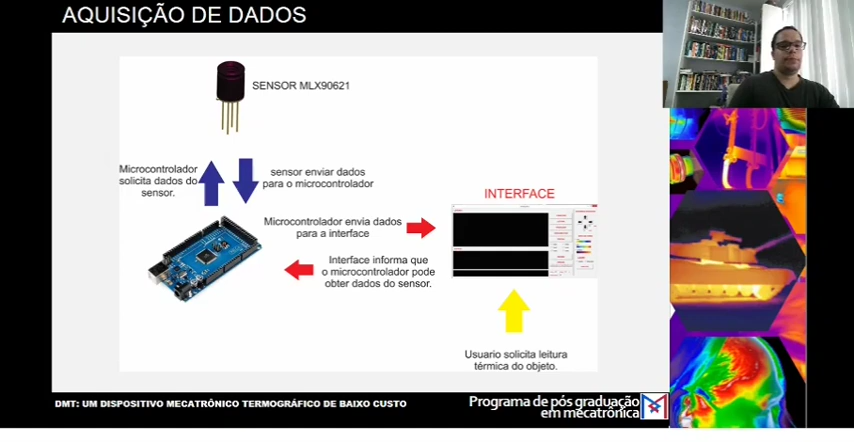 AQUISIÇÃO DE DADOS
SENSOR MLX90621
Microcontrolador
solicita dados do
sensor.
sensor enviar dados
para o microcontrolador
INTERFACE
Microcontrolador envia dados
para a interface
Interface informa que
o microcontrolador pode
obter dados do sensor.
Usuario solicita leitura
térmica do objeto.
DMT: UM DISPOSITIVO MECATRÔNICO TERMOGRÁFICO DE BAIXO CUSTO
Programa de pós graduação
em mecatrônica